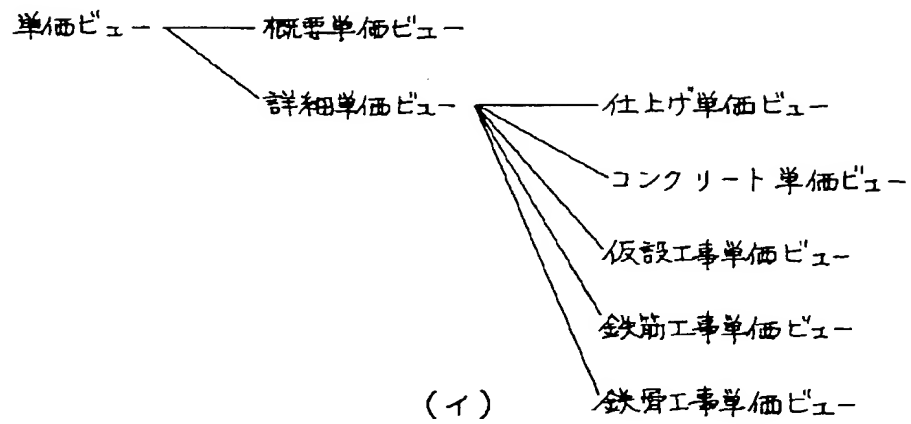 単価ビュー 概要単価ビュー
詳細単価ビュー 仕上げ単価ビュー
コンクリート単価ビュー
仮設工事単価ビュー
鉄筋工事単価ビュー
(イ) 鉄骨工事単価ビュー